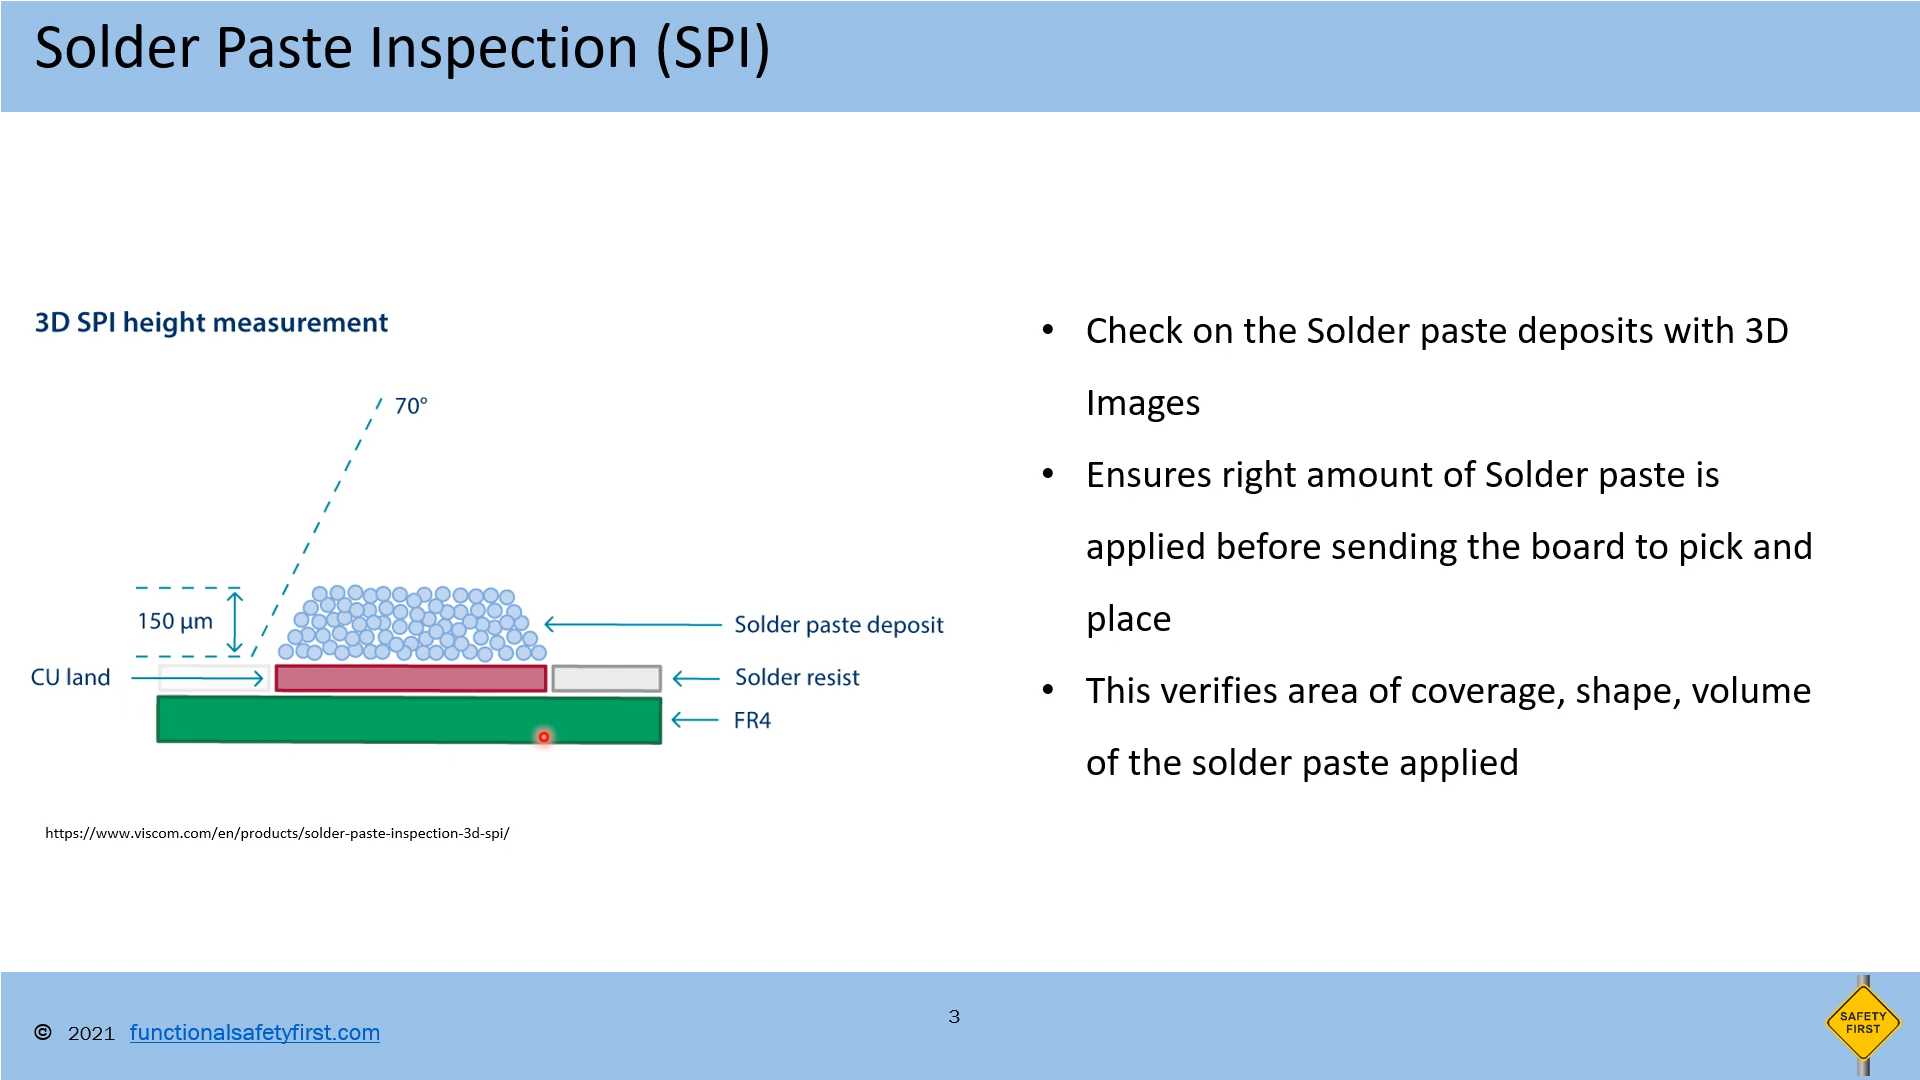 Solder Paste Inspection (SPI)
3D SPI height measurement
70°
150 µm
Solder paste deposit
CU land
Solder resist
FR4
https://www.viscom.com/en/products/solder-paste-inspection-3d-spi/
• Check on the Solder paste deposits with 3D
Images
• Ensures right amount of Solder paste is
applied before sending the board to pick and
place
• This verifies area of coverage, shape, volume
of the solder paste applied
© 2021 functionalsafetyfirst.com
3
SAFETY
FIRST